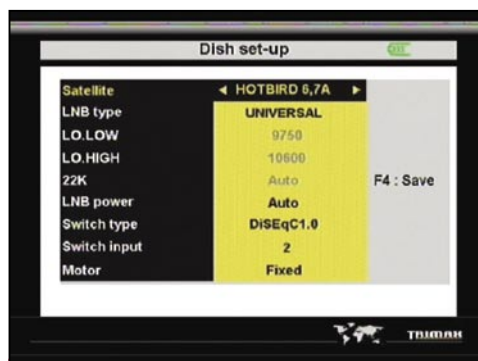 Dish set-up
Satellite ◄ HOTBIRD 6,7A ►
LNB type UNIVERSAL
LO.LOW 9750
LO.HIGH 10600
22K Auto
LNB power Auto
Switch type DiSEqC1.0
Switch input 2
Motor Fixed
F4 : Save
TRIMAX